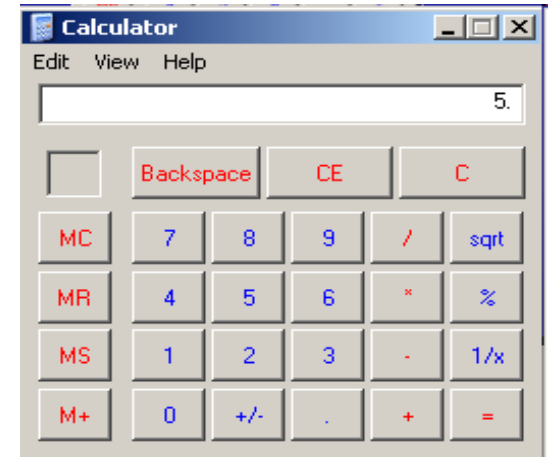 Calculator
Edit View Help
5.
Backspace CE C
MC 7 8 9 / sqrt
MR 4 5 6 * %
MS 1 2 3 - 1/x
M+ 0 +/- . + =